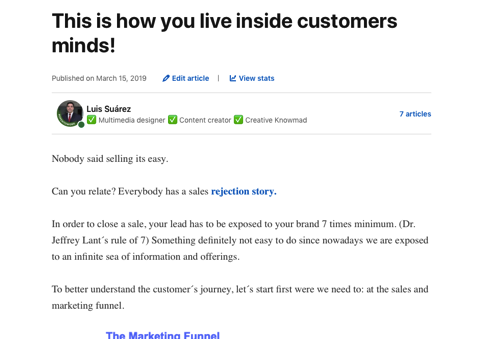 This is how you live inside customers
minds!
Published on March 15, 2019 Edit article | View stats
Luis Suárez
✅ Multimedia designer ✅ Content creator ✅ Creative Knowmad
7 articles
Nobody said selling its easy.
Can you relate? Everybody has a sales rejection story.
In order to close a sale, your lead has to be exposed to your brand 7 times minimum. (Dr.
Jeffrey Lant´s rule of 7) Something definitely not easy to do since nowadays we are exposed
to an infinite sea of information and offerings.
To better understand the customer´s journey, let´s start first were we need to: at the sales and
marketing funnel.
The Marketing Funnel